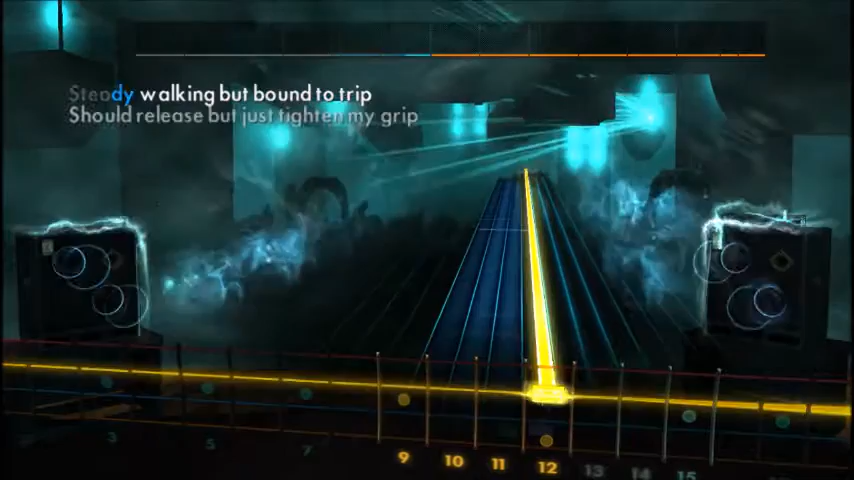 Steady walking but bound to trip
Should release but just tighten my grip
3 5 7 9 10 11 12 13 14 15